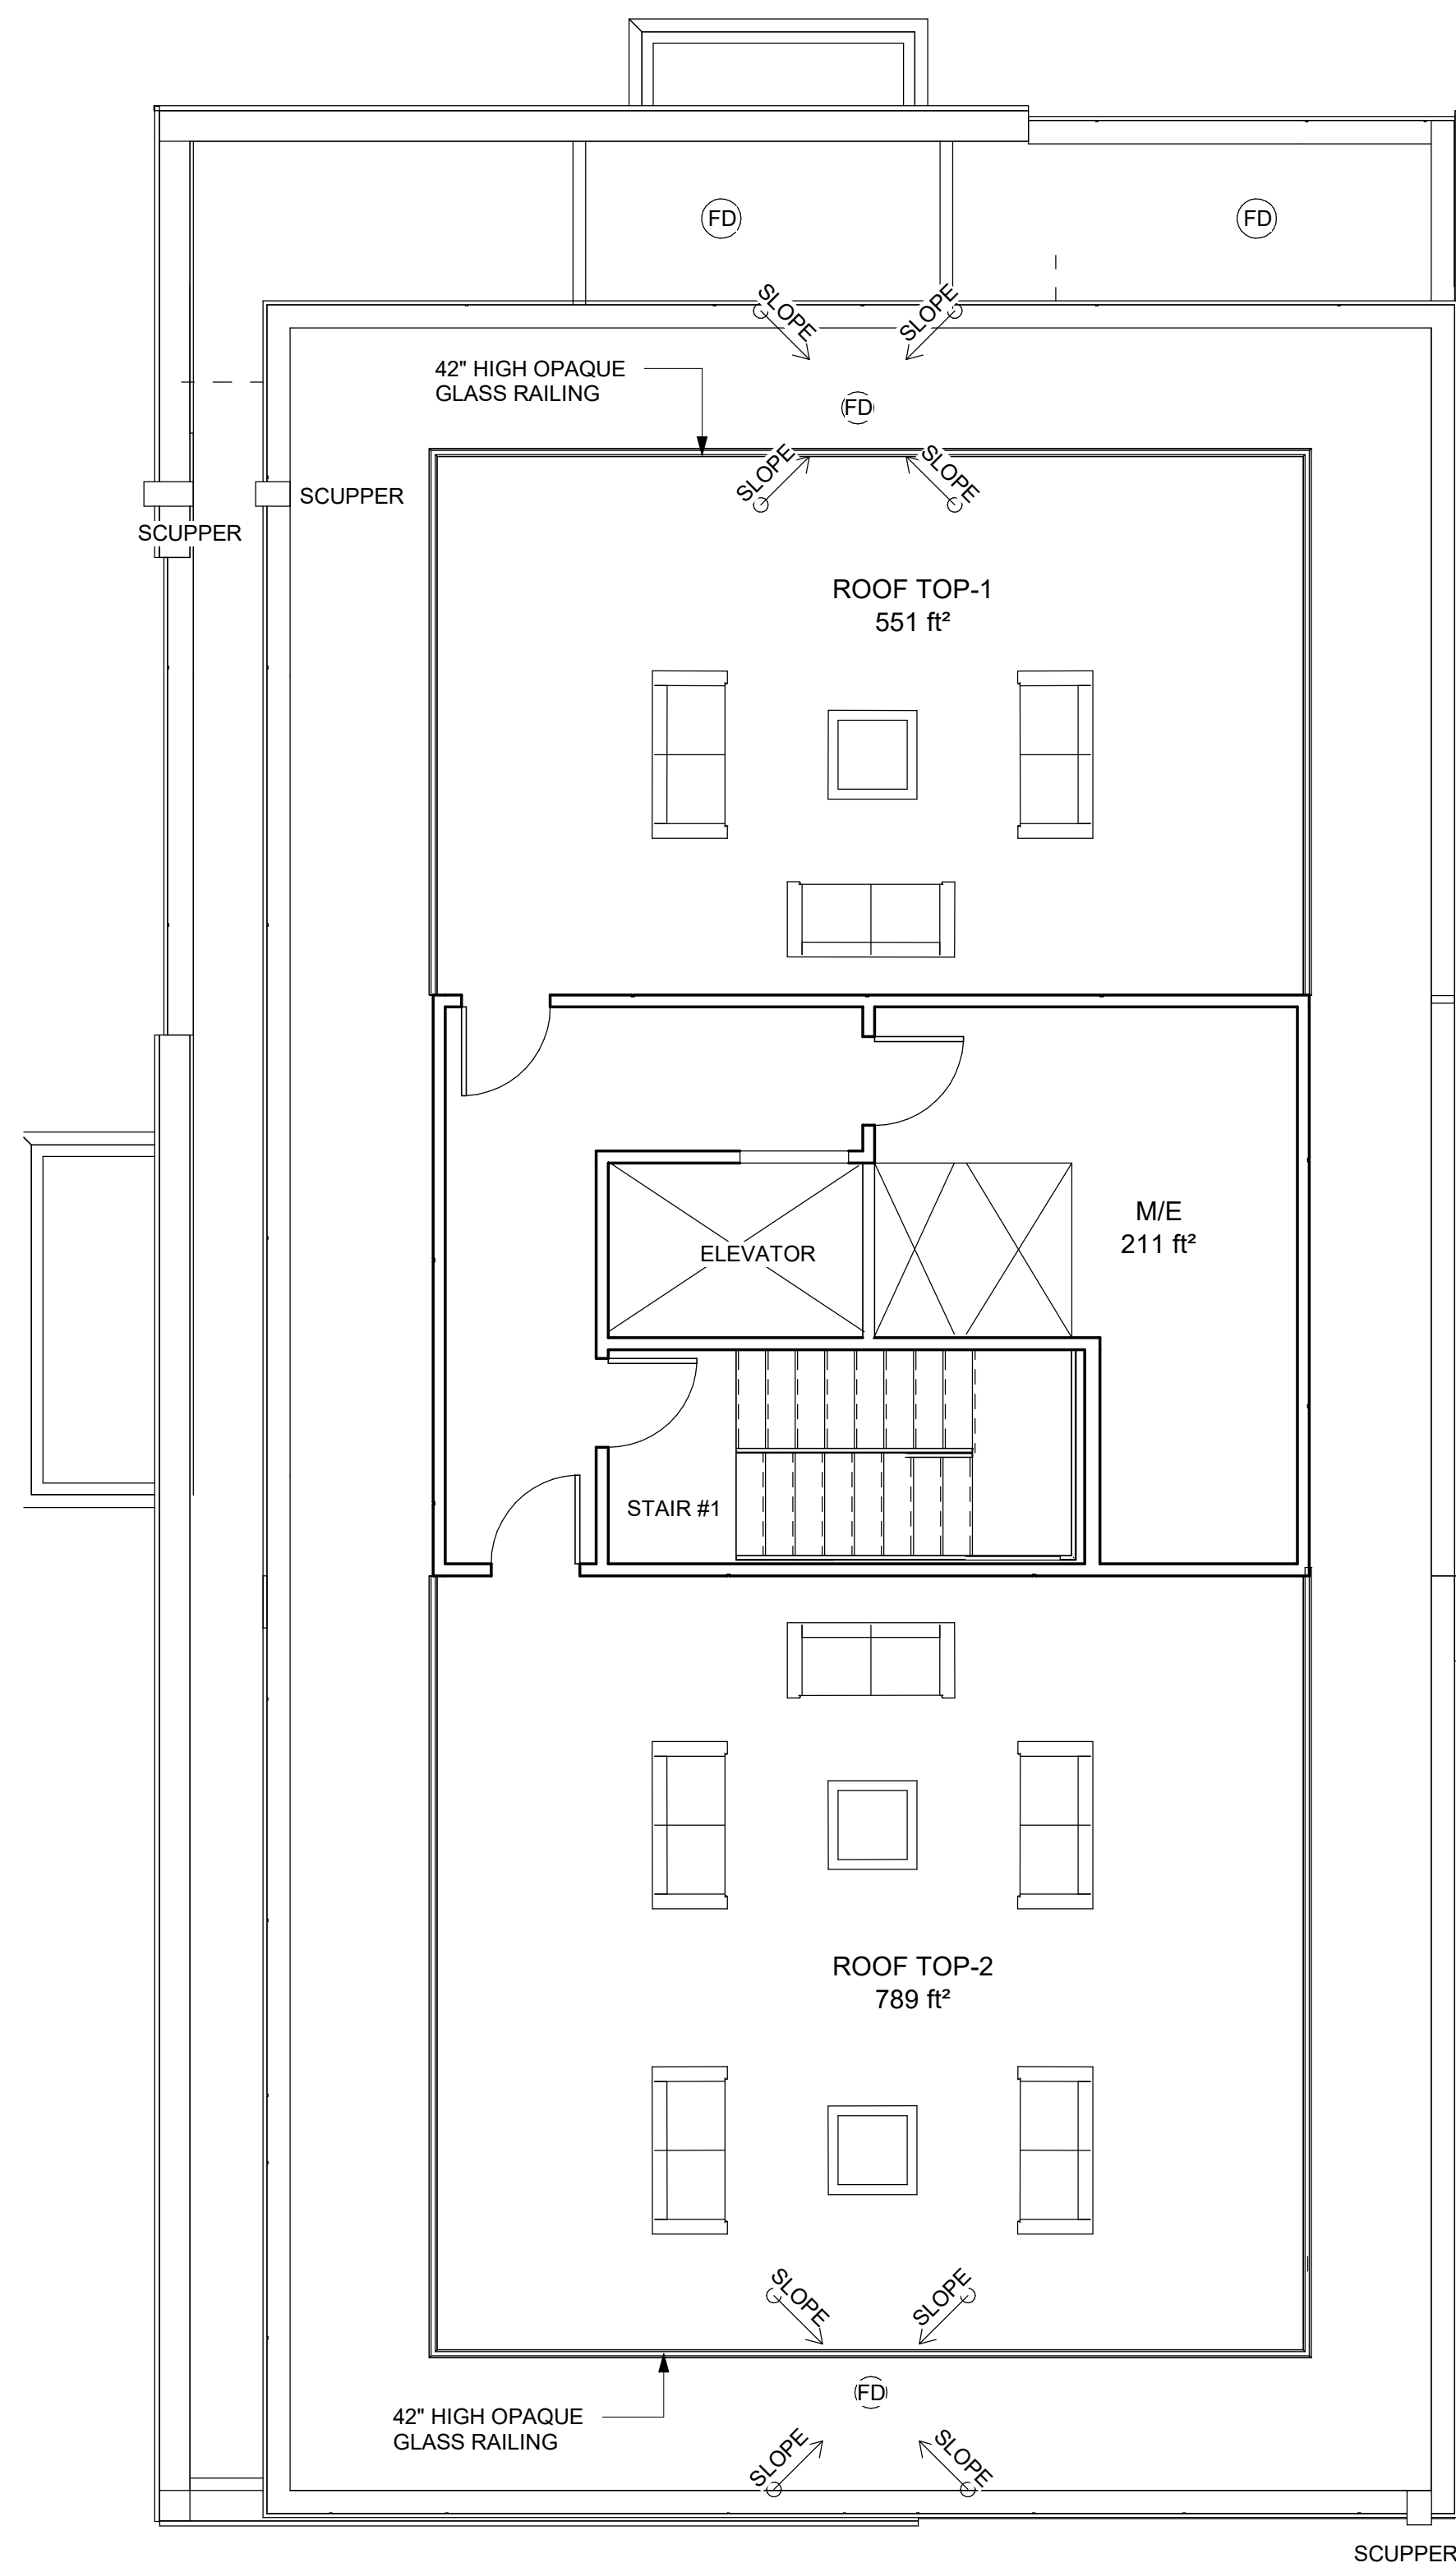 FD
FD
SLOPE
SLOPE
42" HIGH OPAQUE
GLASS RAILING
FD
SLOPE
SLOPE
SCUPPER
SCUPPER
ROOF TOP-1
551 ft²
M/E
211 ft²
ELEVATOR
STAIR #1
ROOF TOP-2
789 ft²
SLOPE
SLOPE
FD
42" HIGH OPAQUE
GLASS RAILING
SLOPE
SLOPE
SCUPPER